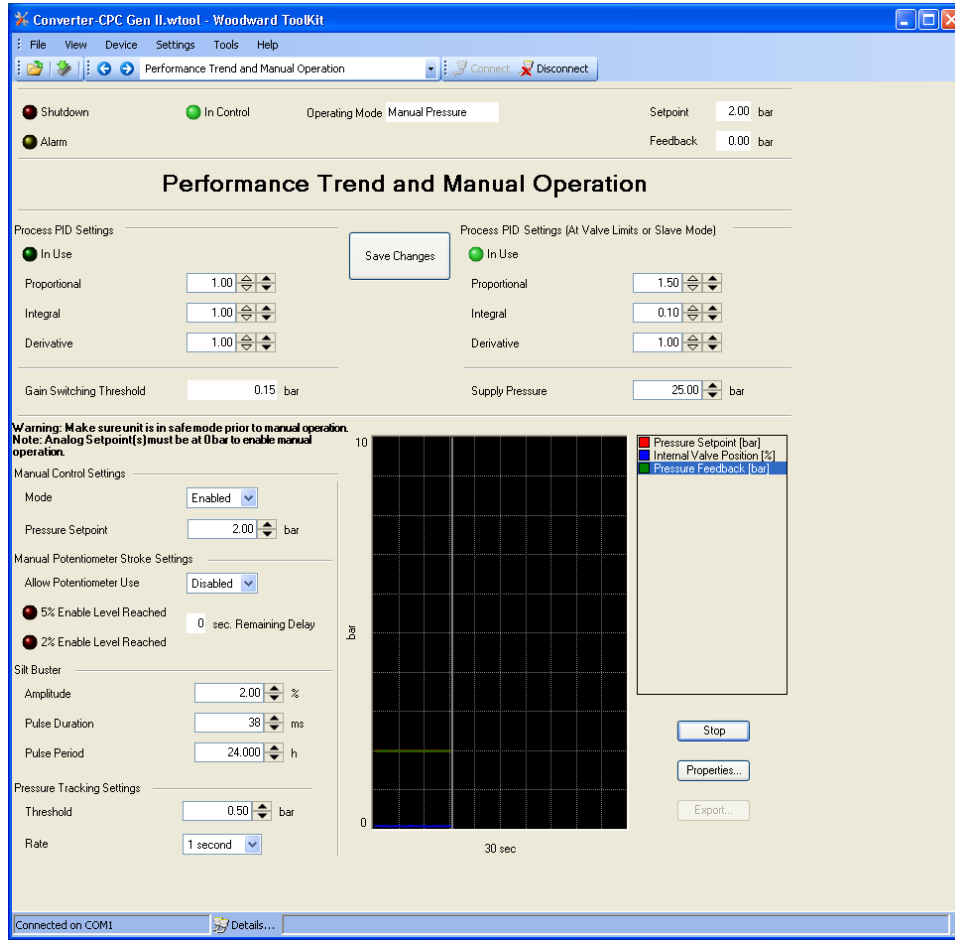 Converter-CPC Gen II.wtool - Woodward ToolKit
File View Device Settings Tools Help
Performance Trend and Manual Operation Connect Disconnect
Shutdown In Control Operating Mode Manual Pressure Setpoint 2.00 bar
Alarm Feedback 0.00 bar
Performance Trend and Manual Operation
Process PID Settings Process PID Settings (At Valve Limits or Slave Mode)
In Use Save Changes In Use
Proportional 1.00 Proportional 1.50
Integral 1.00 Integral 0.10
Derivative 1.00 Derivative 1.00
Gain Switching Threshold 0.15 bar Supply Pressure 25.00 bar
Warning: Make sure unit is in safe mode prior to manual operation.
Note: Analog Setpoint(s) must be at 0 bar to enable manual
operation.
Manual Control Settings
Mode Enabled
Pressure Setpoint 2.00 bar
Manual Potentiometer Stroke Settings
Allow Potentiometer Use Disabled
5% Enable Level Reached
0 sec. Remaining Delay
2% Enable Level Reached
Silt Buster
Amplitude 2.00 %
Pulse Duration 38 ms
Pulse Period 24.000 h
Pressure Tracking Settings
Threshold 0.50 bar
Rate 1 second
10
bar
0
30 sec
Pressure Setpoint [bar]
Internal Valve Position [%]
Pressure Feedback [bar]
Stop
Properties...
Export...
Connected on COM1 Details...